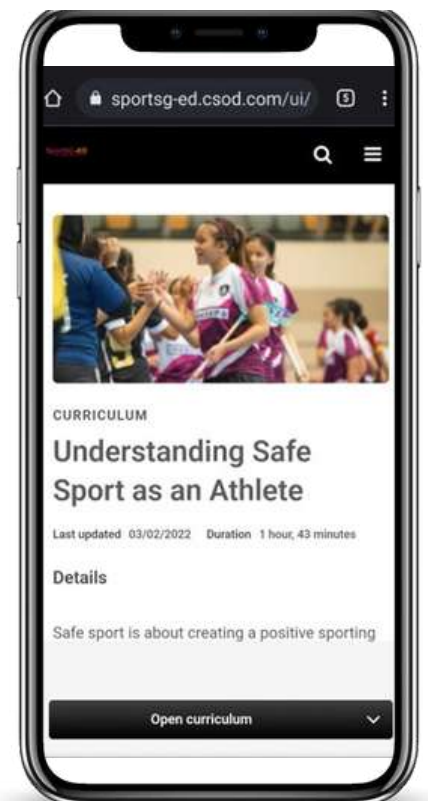 sportsg-ed.csod.com/ui/ 5
CURRICULUM
Understanding Safe
Sport as an Athlete
Last updated 03/02/2022 Duration 1 hour, 43 minutes
Details
Safe sport is about creating a positive sporting
Open curriculum